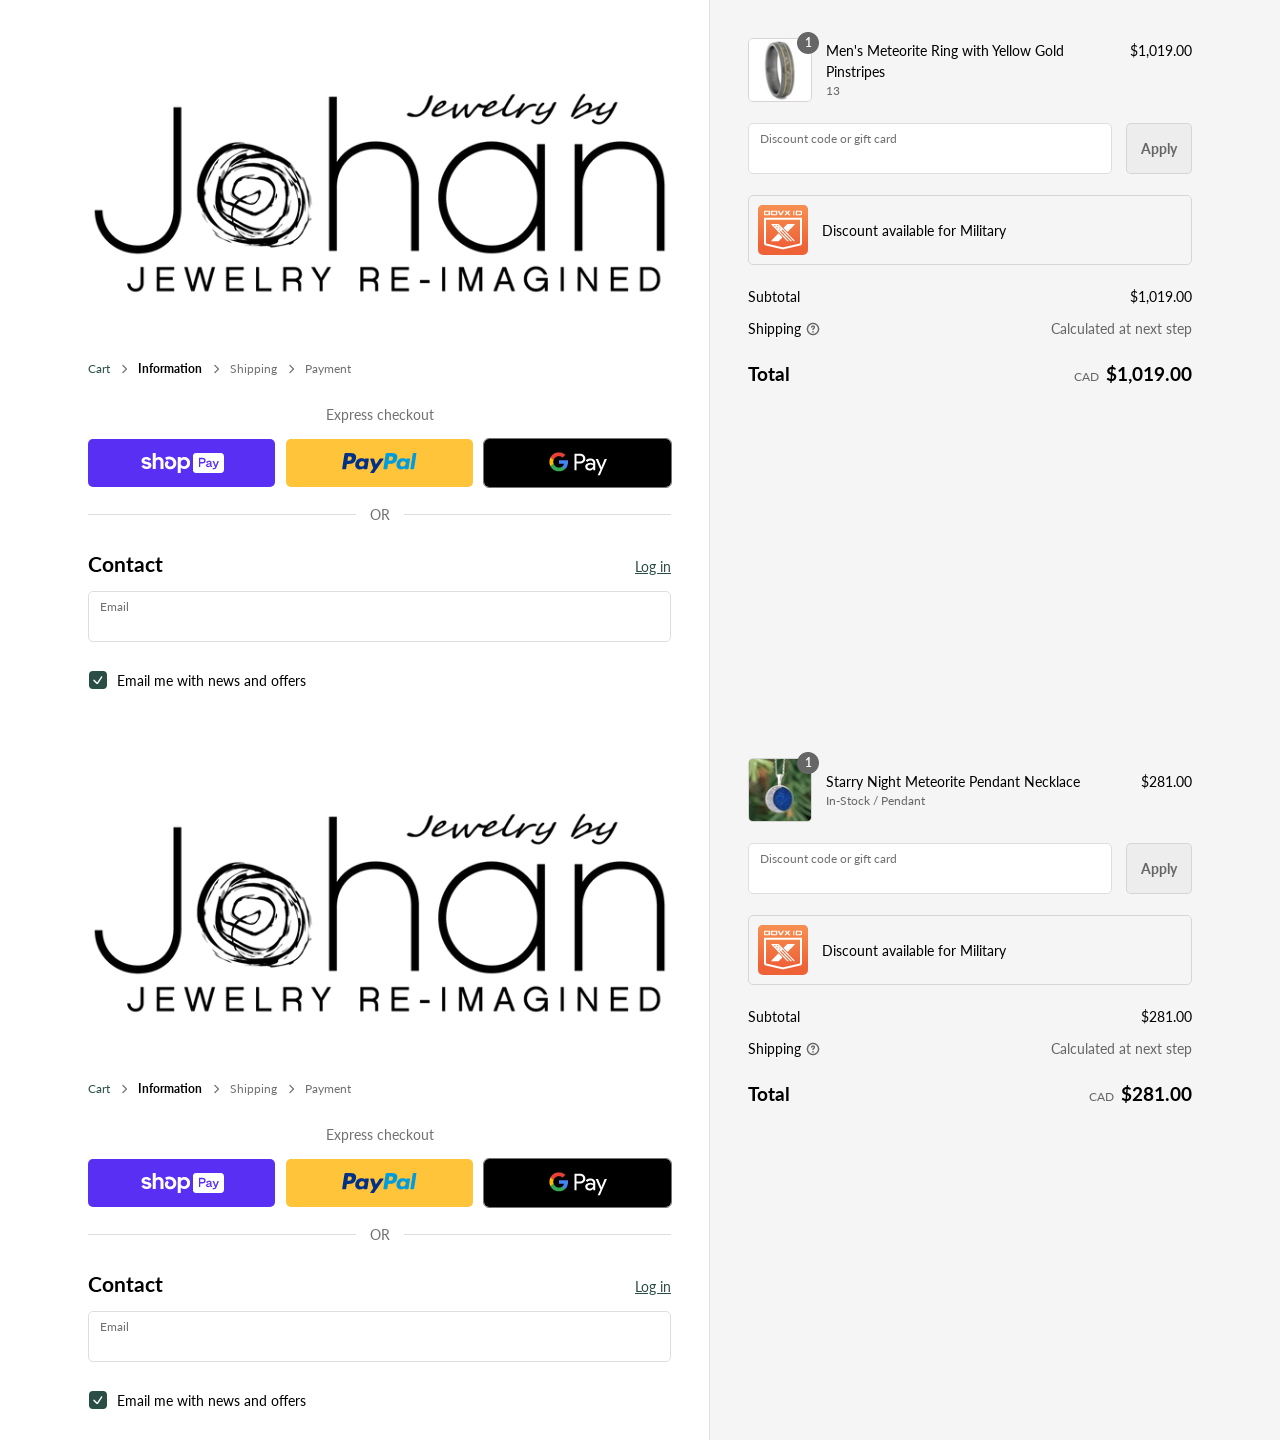 Jewelry by
Johan
JEWELRY RE-IMAGINED
Cart
Information
Shipping
Payment
Express checkout
shop Pay
PayPal
G Pay
OR
Contact
Log in
Email
Email me with news and offers
1
Men's Meteorite Ring with Yellow Gold
Pinstripes
$1,019.00
13
Discount code or gift card
Apply
GOVX ID
Discount available for Military
Subtotal
$1,019.00
Shipping
Calculated at next step
Total
CAD $1,019.00
Jewelry by
Johan
JEWELRY RE-IMAGINED
Cart
Information
Shipping
Payment
Express checkout
shop Pay
PayPal
G Pay
OR
Contact
Log in
Email
Email me with news and offers
1
Starry Night Meteorite Pendant Necklace
$281.00
In-Stock / Pendant
Discount code or gift card
Apply
GOVX ID
Discount available for Military
Subtotal
$281.00
Shipping
Calculated at next step
Total
CAD $281.00